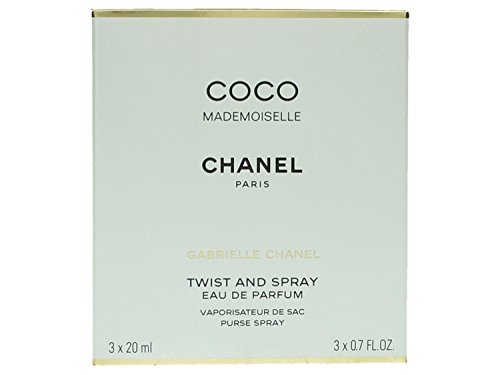 COCO
MADEMOISELLE
CHANEL
PARIS
GABRIELLE CHANEL
TWIST AND SPRAY
EAU DE PARFUM
VAPORISATEUR DE SAC
PURSE SPRAY
3 x 20 ml 3 x 0.7 FL.OZ.